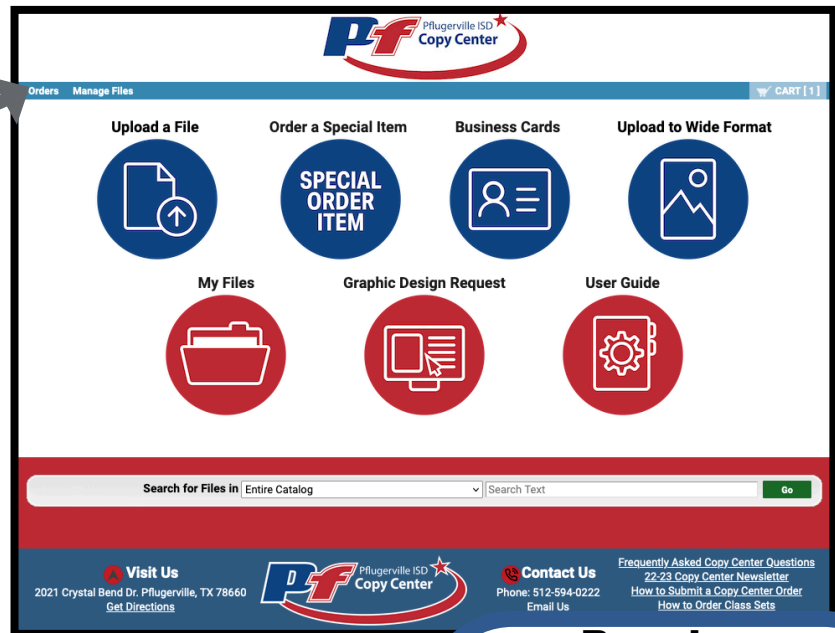 Pflugerville ISD
Copy Center
Orders Manage Files CART [ 1 ]
Upload a File Order a Special Item Business Cards Upload to Wide Format
SPECIAL
ORDER
ITEM
My Files Graphic Design Request User Guide
Search for Files in Entire Catalog Search Text Go
Visit Us
2021 Crystal Bend Dr. Pflugerville, TX 78660
Get Directions
Pflugerville ISD
Copy Center
Contact Us
Phone: 512-594-0222
Email Us
Frequently Asked Copy Center Questions
22-23 Copy Center Newsletter
How to Submit a Copy Center Order
How to Order Class Sets